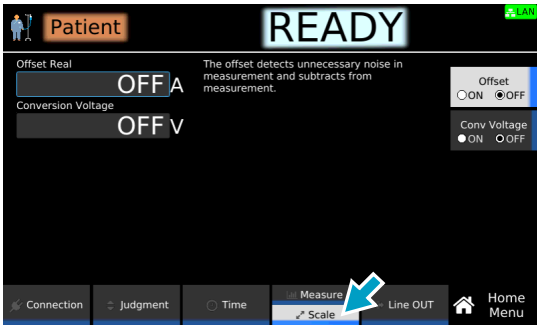 Patient
READY
LAN
Offset Real
OFF A
Conversion Voltage
OFF V
The offset detects unnecessary noise in
measurement and subtracts from
measurement.
Offset
ON OFF
Conv Voltage
ON OFF
Connection
Judgment
Time
Measure
Scale
Line OUT
Home
Menu